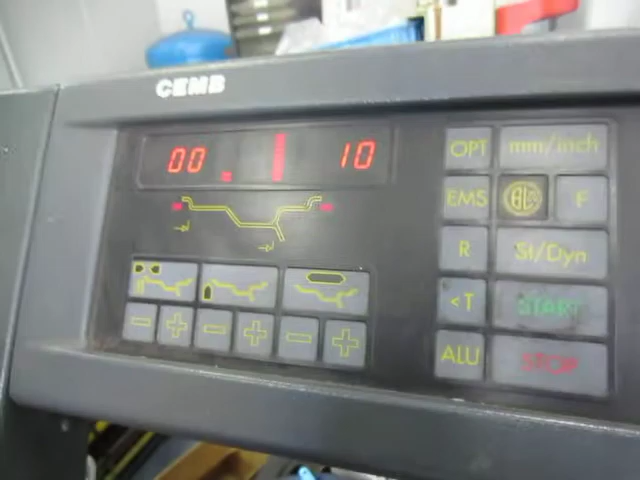 CEMB
00 10
OPT mm/inch
EMS F
R St/Dyn
<T START
ALU STOP